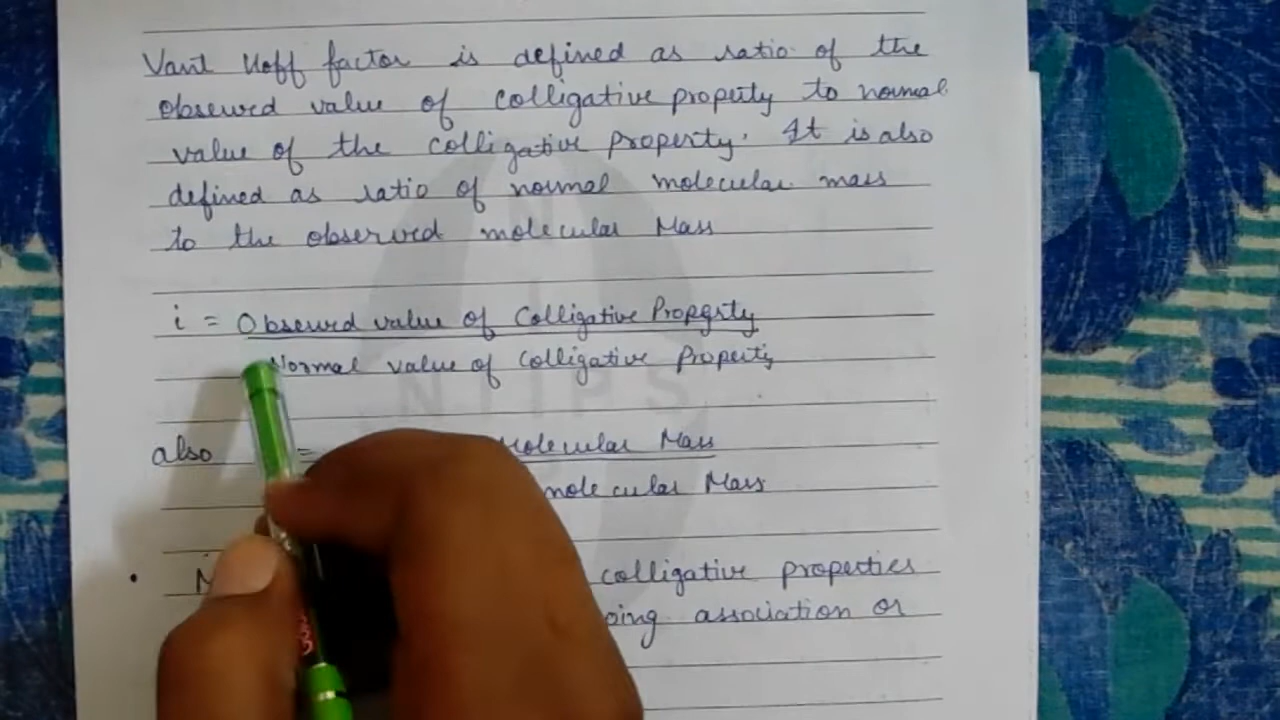 Vant Hoff factor is defined as ratio of the
observed value of colligative property to normal
value of the colligative property. It is also
defined as ratio of normal molecular mass
to the observed molecular Mass
i = Observed value of Colligative Property
Normal value of Colligative Property
also = Molecular Mass
molecular Mass
NIIPS
• colligative properties
association or